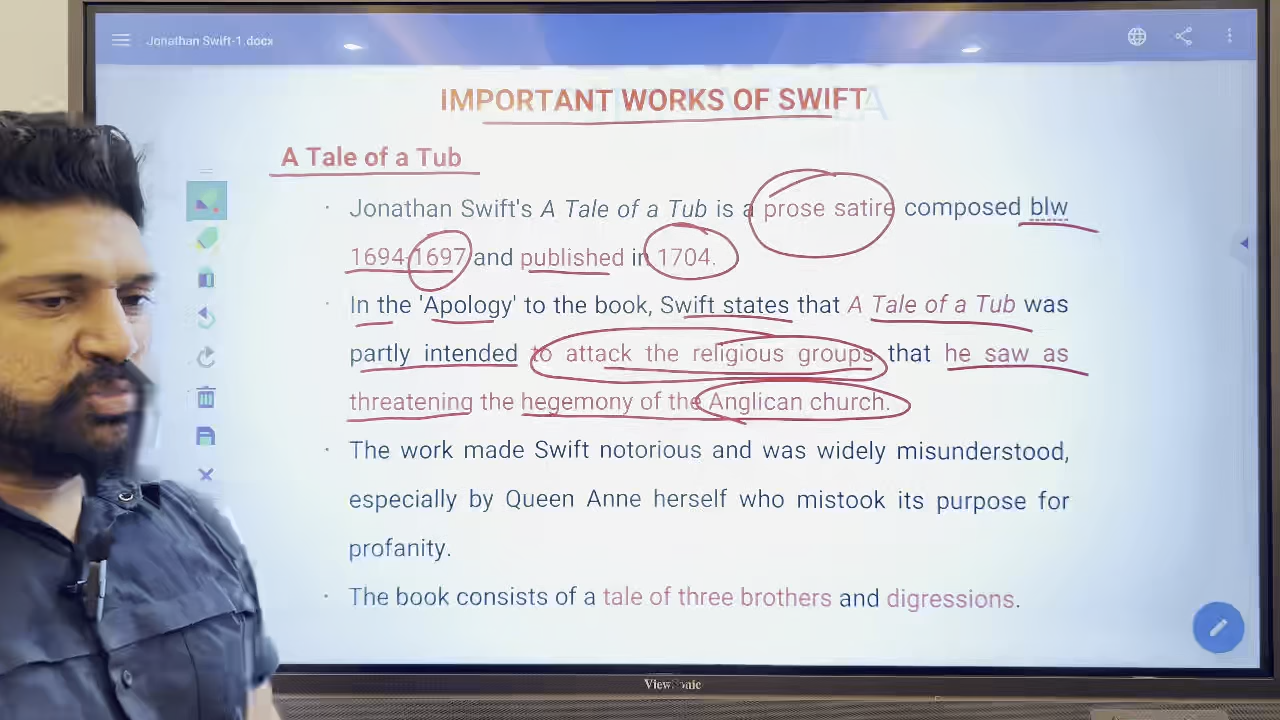 Jonathan Swift-1.docx
IMPORTANT WORKS OF SWIFT
A Tale of a Tub
· Jonathan Swift's A Tale of a Tub is a prose satire composed blw
1694-1697 and published in 1704.
· In the 'Apology' to the book, Swift states that A Tale of a Tub was
partly intended to attack the religious groups that he saw as
threatening the hegemony of the Anglican church.
· The work made Swift notorious and was widely misunderstood,
especially by Queen Anne herself who mistook its purpose for
profanity.
· The book consists of a tale of three brothers and digressions.
ViewSonic